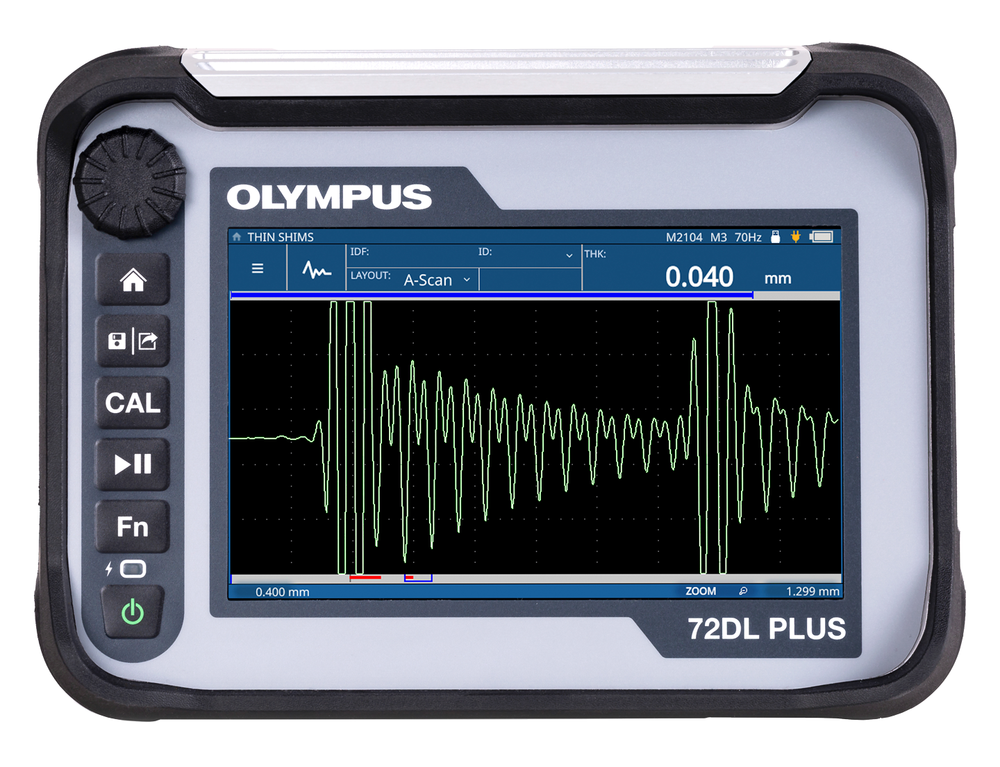 OLYMPUS
THIN SHIMS M2104 M3 70Hz
IDF: ID: THK:
LAYOUT: A-Scan 0.040 mm
CAL
Fn
0.400 mm ZOOM 1.299 mm
72DL PLUS